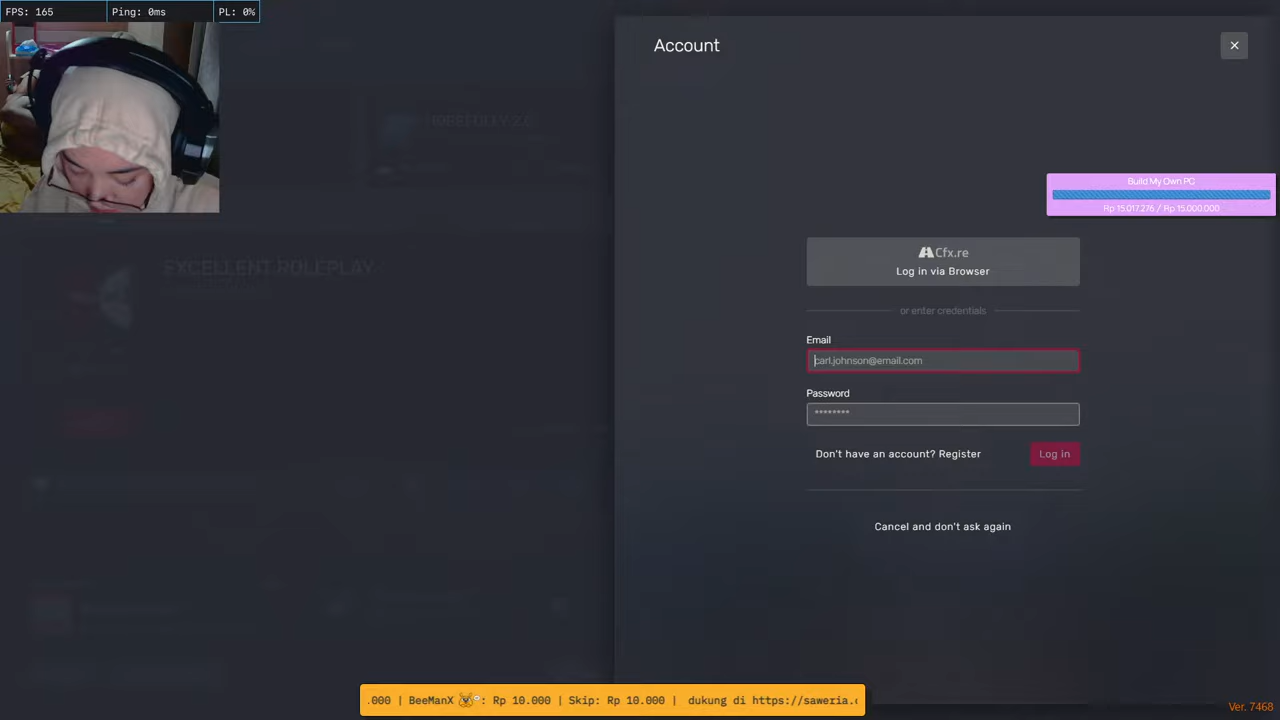 FPS: 165
Ping: 0ms
PL: 0%
Account
EXCELLENT ROLEPLAY
Build My Own PC
Rp 15.017.276 / Rp 15.000.000
Cfx.re
Log in via Browser
or enter credentials
Email
carl.johnson@email.com
Password
********
Don't have an account? Register
Log in
Cancel and don't ask again
.000 | BeeManX : Rp 10.000 | Skip: Rp 10.000 | dukung di https://saweria.c
Ver. 7468